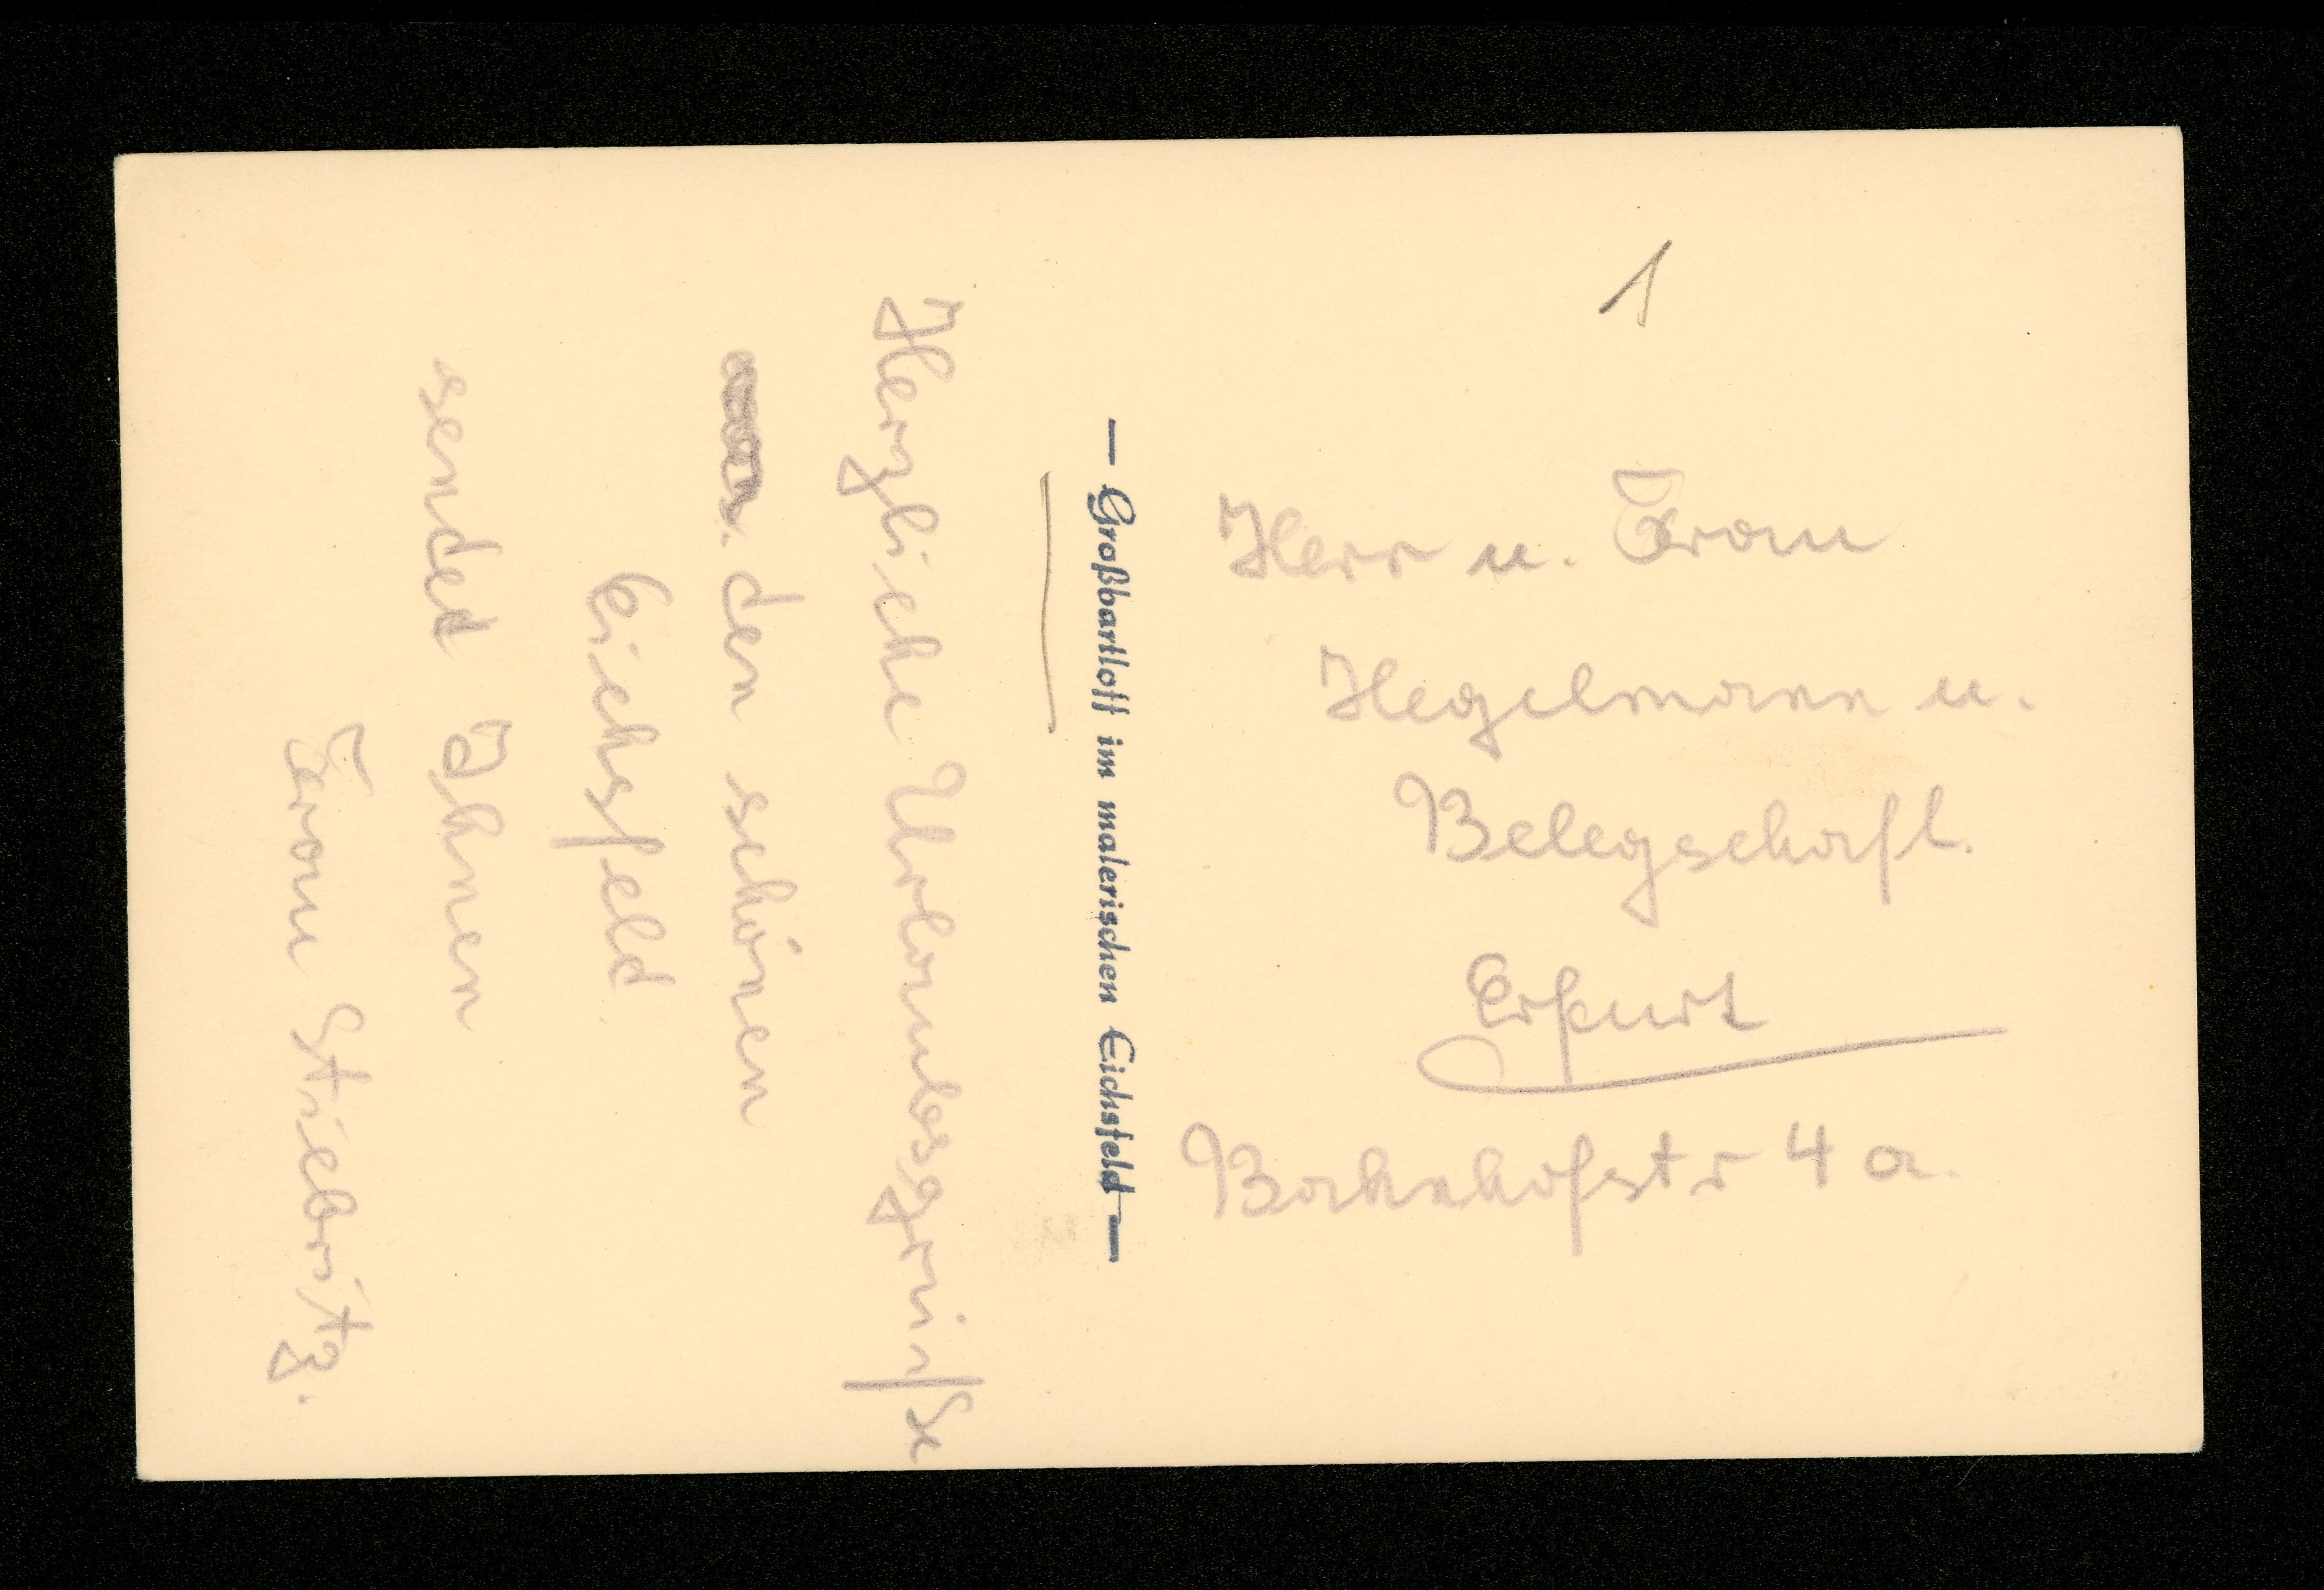 Herzliche Urlaubsgrüsse
den schönen
Eichsfeld
sendet Ihnen
Frau Stiebritz.
— Großbartloff im malerischen Eichsfeld —
1
Herr u. Frau
Hegelmann u.
Belegschaft.
Erfurt
Bahnhofstr 4 a.